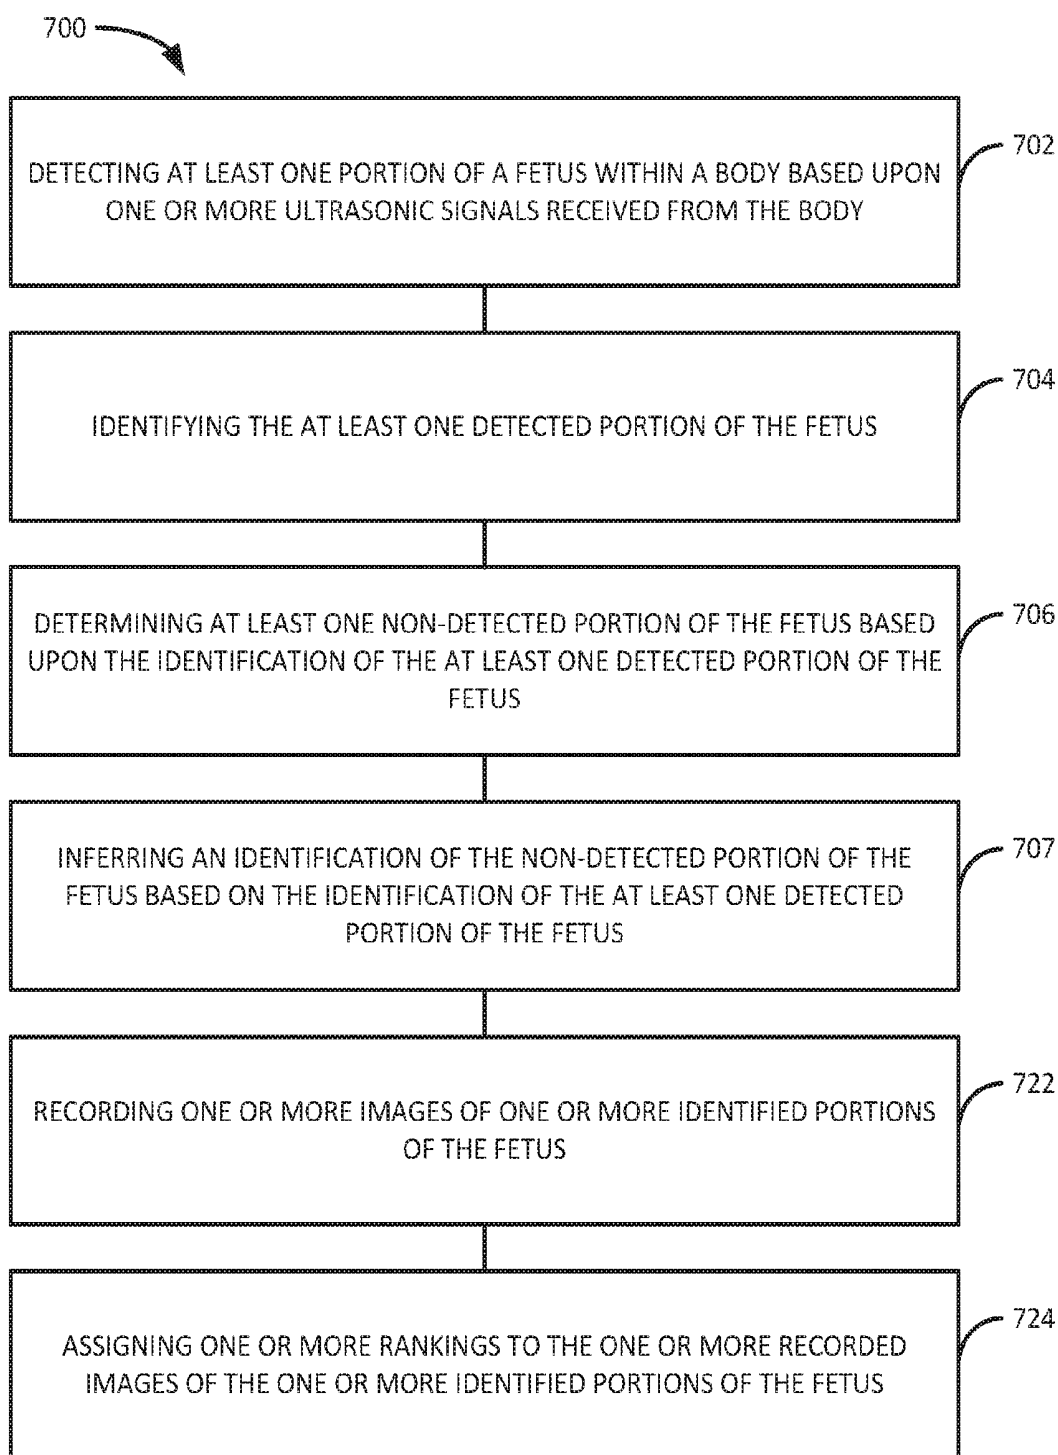 700
DETECTING AT LEAST ONE PORTION OF A FETUS WITHIN A BODY BASED UPON
ONE OR MORE ULTRASONIC SIGNALS RECEIVED FROM THE BODY
702
IDENTIFYING THE AT LEAST ONE DETECTED PORTION OF THE FETUS
704
DETERMINING AT LEAST ONE NON-DETECTED PORTION OF THE FETUS BASED
UPON THE IDENTIFICATION OF THE AT LEAST ONE DETECTED PORTION OF THE
FETUS
706
INFERRING AN IDENTIFICATION OF THE NON-DETECTED PORTION OF THE
FETUS BASED ON THE IDENTIFICATION OF THE AT LEAST ONE DETECTED
PORTION OF THE FETUS
707
RECORDING ONE OR MORE IMAGES OF ONE OR MORE IDENTIFIED PORTIONS
OF THE FETUS
722
ASSIGNING ONE OR MORE RANKINGS TO THE ONE OR MORE RECORDED
IMAGES OF THE ONE OR MORE IDENTIFIED PORTIONS OF THE FETUS
724